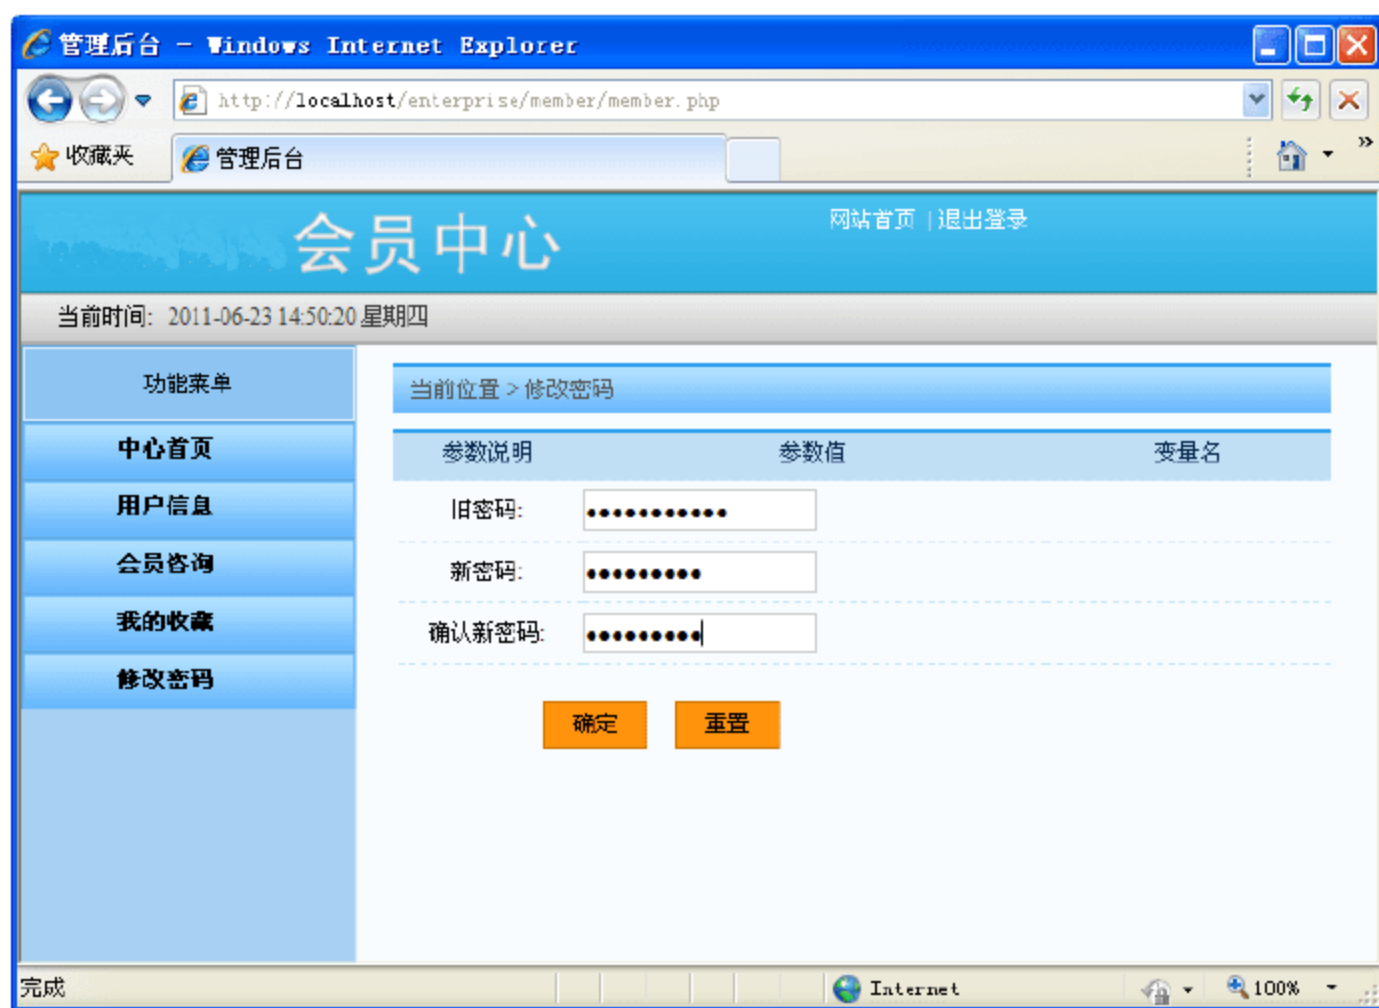 管理后台 - Windows Internet Explorer
http://localhost/enterprise/member/member.php
收藏夹
管理后台
会员中心
网站首页 | 退出登录
当前时间: 2011-06-23 14:50:20 星期四
功能菜单
中心首页
用户信息
会员咨询
我的收藏
修改密码
当前位置 > 修改密码
参数说明 参数值 变量名
旧密码: ●●●●●●●●●●●
新密码: ●●●●●●●●●
确认新密码: ●●●●●●●●●
确定 重置
完成 Internet 100%